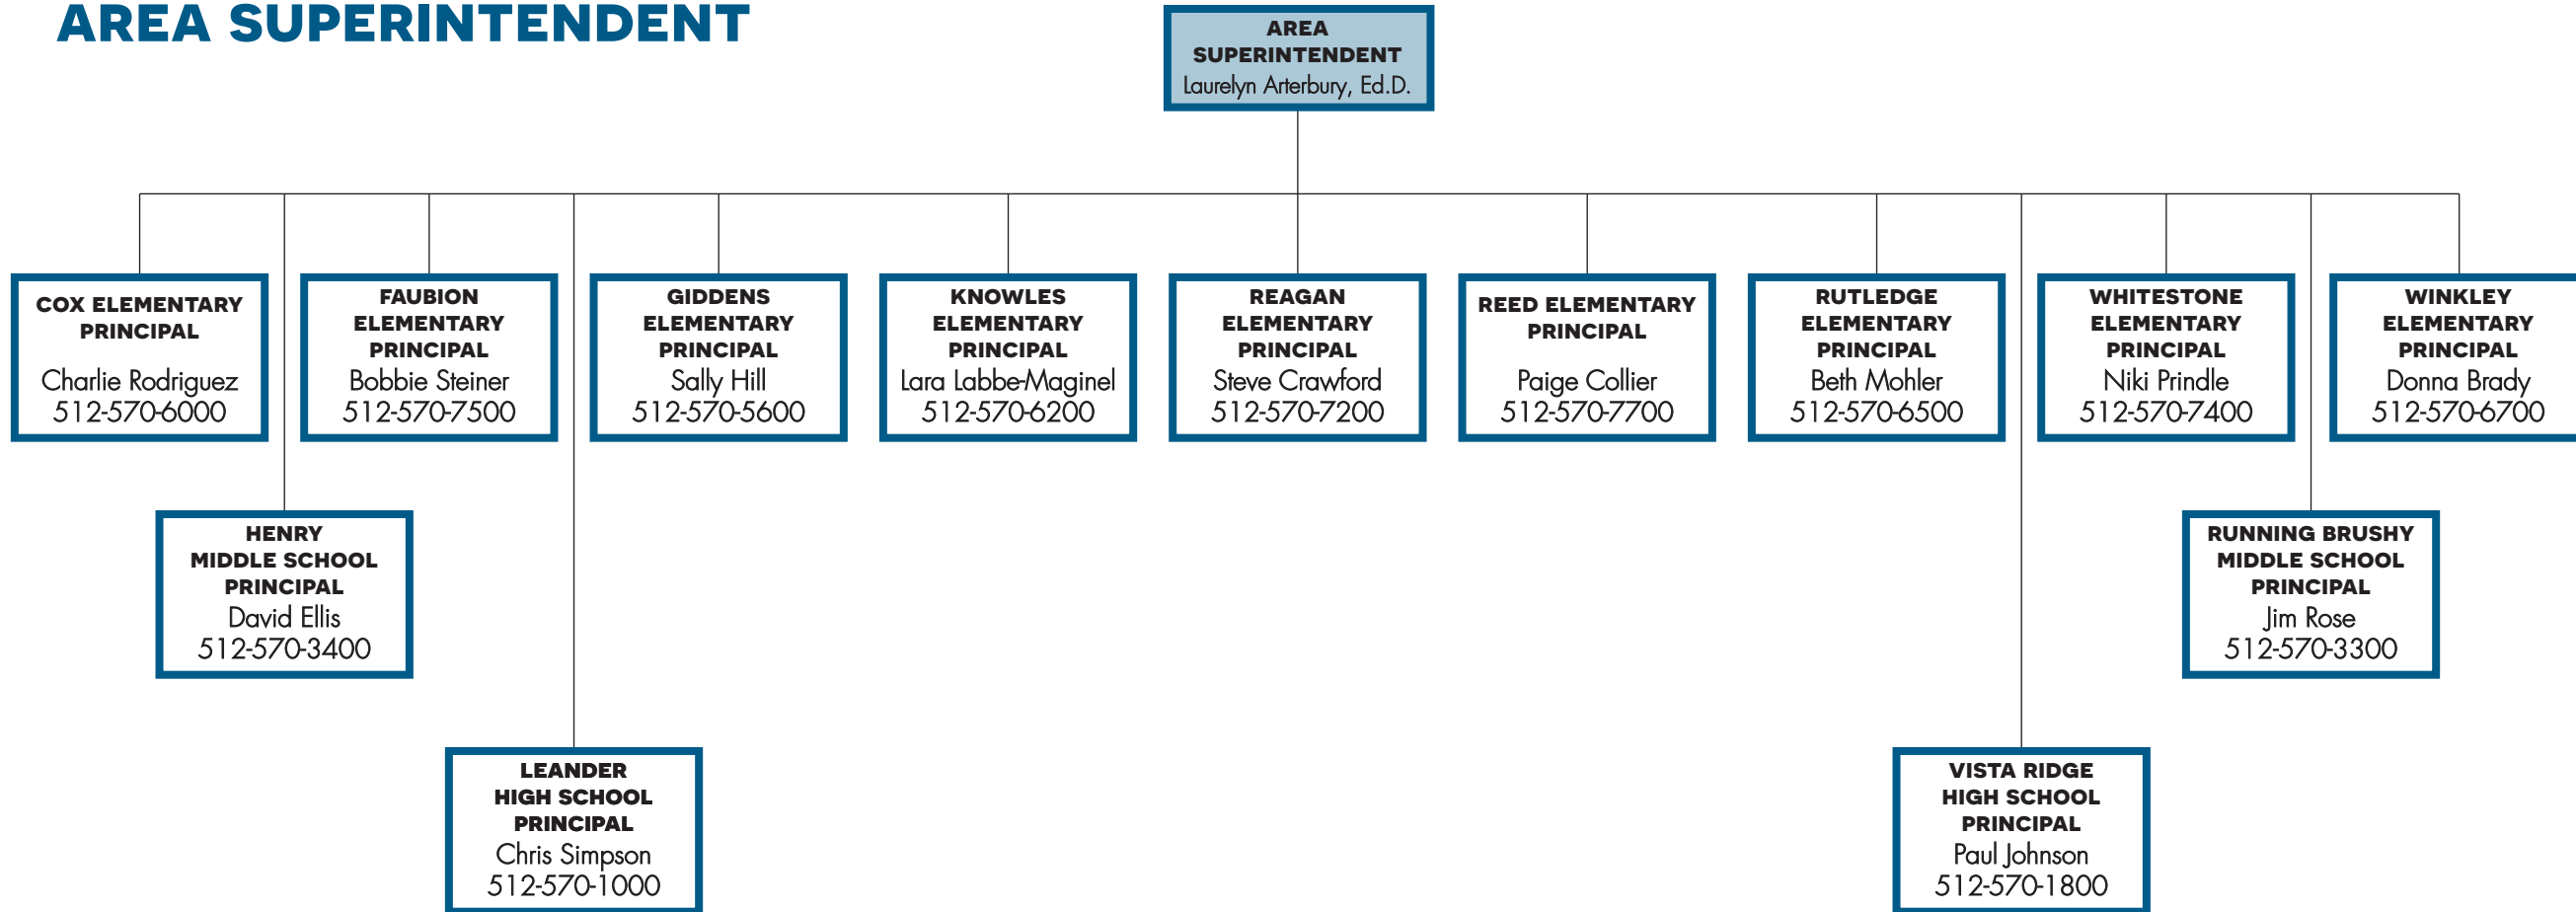 AREA SUPERINTENDENT
AREA
SUPERINTENDENT
Laurelyn Arterbury, Ed.D.
COX ELEMENTARY
PRINCIPAL
Charlie Rodriguez
512-570-6000
FAUBION
ELEMENTARY
PRINCIPAL
Bobbie Steiner
512-570-7500
GIDDENS
ELEMENTARY
PRINCIPAL
Sally Hill
512-570-5600
KNOWLES
ELEMENTARY
PRINCIPAL
Lara Labbe-Maginel
512-570-6200
REAGAN
ELEMENTARY
PRINCIPAL
Steve Crawford
512-570-7200
REED ELEMENTARY
PRINCIPAL
Paige Collier
512-570-7700
RUTLEDGE
ELEMENTARY
PRINCIPAL
Beth Mohler
512-570-6500
WHITESTONE
ELEMENTARY
PRINCIPAL
Niki Prindle
512-570-7400
WINKLEY
ELEMENTARY
PRINCIPAL
Donna Brady
512-570-6700
HENRY
MIDDLE SCHOOL
PRINCIPAL
David Ellis
512-570-3400
RUNNING BRUSHY
MIDDLE SCHOOL
PRINCIPAL
Jim Rose
512-570-3300
LEANDER
HIGH SCHOOL
PRINCIPAL
Chris Simpson
512-570-1000
VISTA RIDGE
HIGH SCHOOL
PRINCIPAL
Paul Johnson
512-570-1800